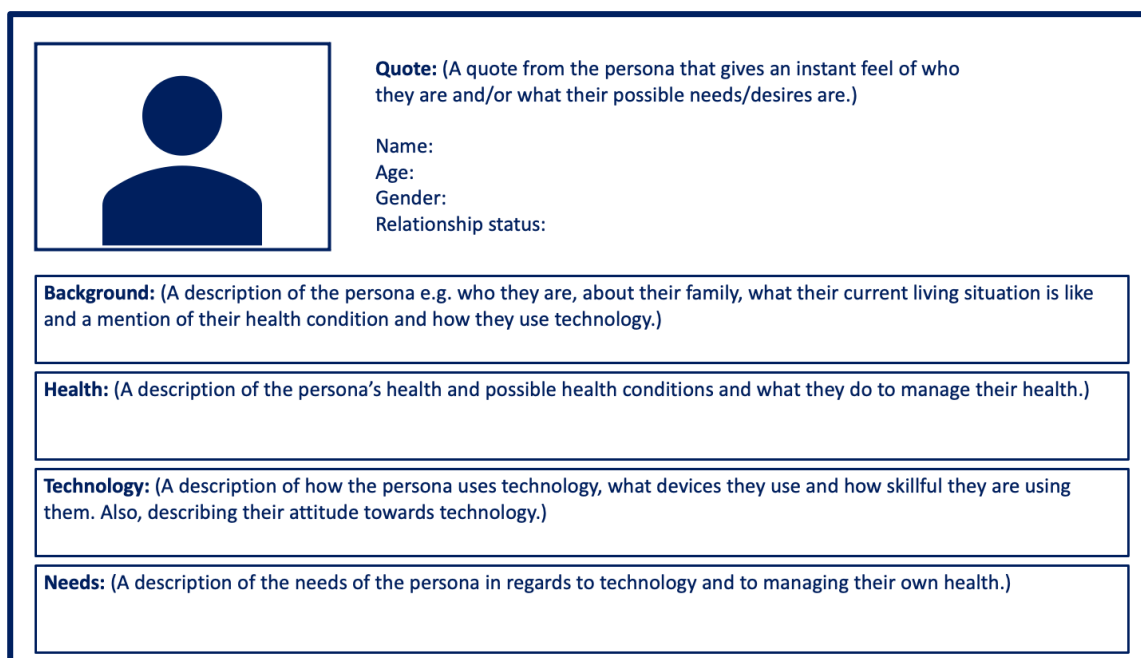 Quote: (A quote from the persona that gives an instant feel of who
they are and/or what their possible needs/desires are.)
Name:
Age:
Gender:
Relationship status:
Background: (A description of the persona e.g. who they are, about their family, what their current living situation is like
and a mention of their health condition and how they use technology.)
Health: (A description of the persona’s health and possible health conditions and what they do to manage their health.)
Technology: (A description of how the persona uses technology, what devices they use and how skillful they are using
them. Also, describing their attitude towards technology.)
Needs: (A description of the needs of the persona in regards to technology and to managing their own health.)